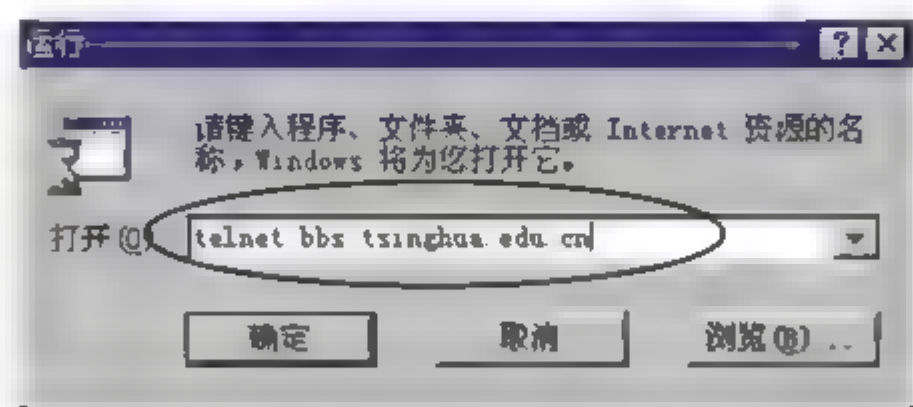 运行
? ×
请键入程序、文件夹、文档或 Internet 资源的名
称，Windows 将为您打开它。
打开(O) telnet bbs tsinghua edu cn
确定 取消 浏览(B) ..